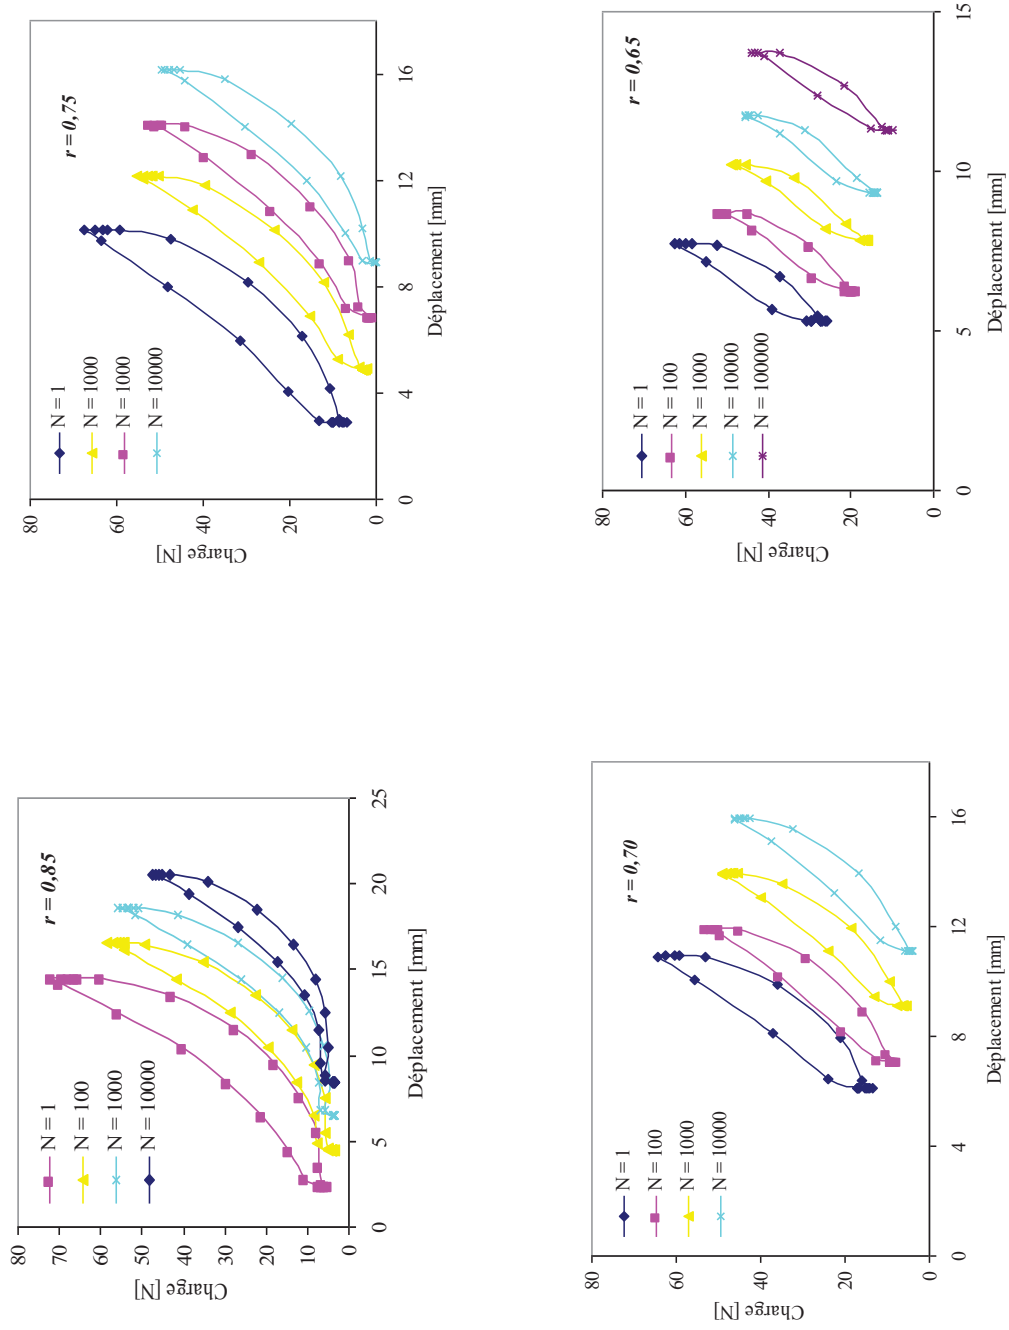 r = 0,85
N = 1
N = 100
N = 1000
N = 10000
80
70
60
50
40
30
20
10
0
Charge [N]
0
5
10
15
20
25
Déplacement [mm]
r = 0,75
N = 1
N = 1000
N = 1000
N = 10000
80
60
40
20
0
Charge [N]
0
4
8
12
16
Déplacement [mm]
r = 0,70
N = 1
N = 100
N = 1000
N = 10000
80
60
40
20
0
Charge [N]
0
4
8
12
16
Déplacement [mm]
r = 0,65
N = 1
N = 100
N = 1000
N = 10000
N = 100000
80
60
40
20
0
Charge [N]
0
5
10
15
Déplacement [mm]